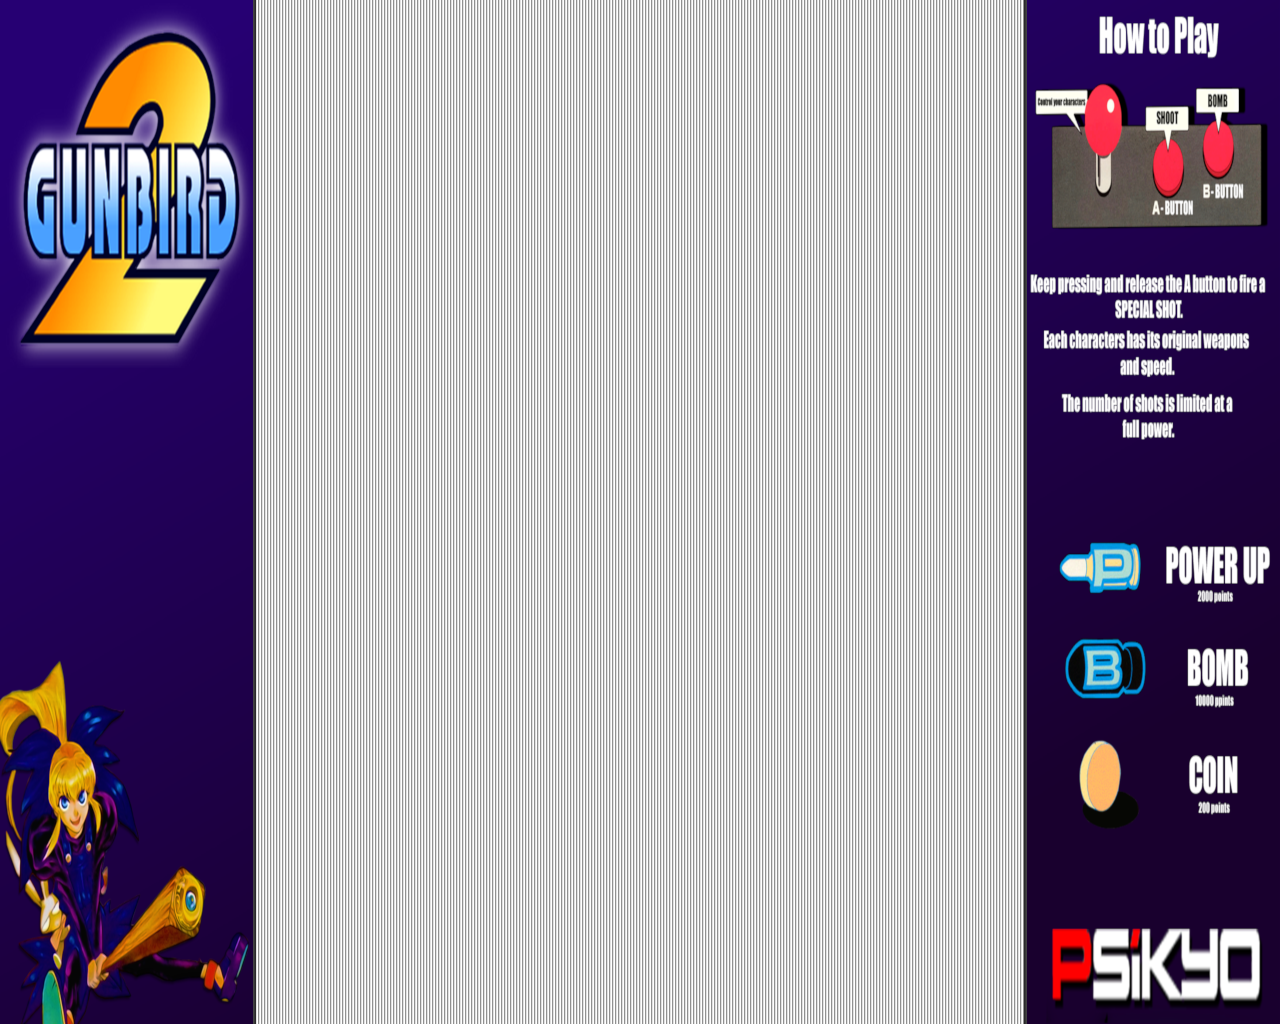 2
GUNBIRD
How to Play
Control your characters
SHOOT
BOMB
A-BUTTON
B-BUTTON
Keep pressing and release the A button to fire a
SPECIAL SHOT.
Each characters has its original weapons
and speed.
The number of shots is limited at a
full power.
P
POWER UP
2000 points
B
BOMB
10000 ppints
COIN
200 points
PSiKYO